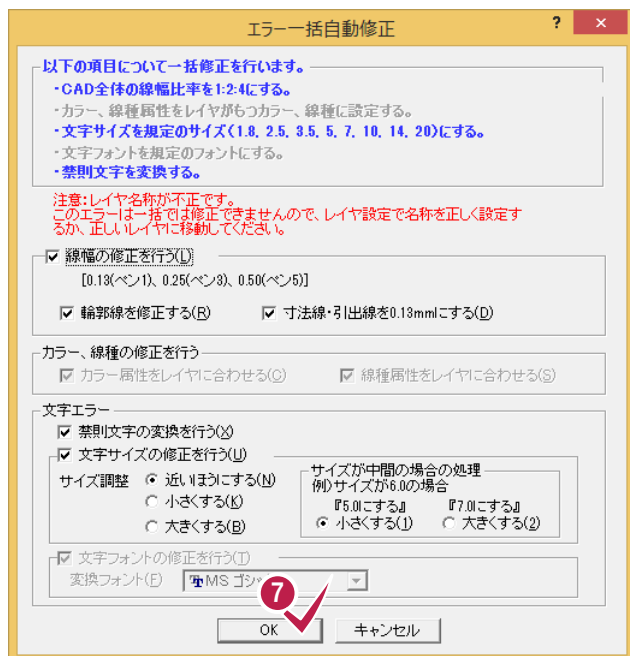 エラー一括自動修正
?
×
以下の項目について一括修正を行います。
・CAD全体の線幅比率を1:2:4にする。
・カラー、線種属性をレイヤがもつカラー、線種に設定する。
・文字サイズを規定のサイズ(1.8, 2.5, 3.5, 5, 7, 10, 14, 20)にする。
・文字フォントを規定のフォントにする。
・禁則文字を変換する。
注意:レイヤ名称が不正です。
このエラーは一括では修正できませんので、レイヤ設定で名称を正しく設定す
るか、正しいレイヤに移動してください。
線幅の修正を行う(L)
[0.13(ペン1)、0.25(ペン3)、0.50(ペン5)]
輪郭線を修正する(R) 寸法線・引出線を0.13mmにする(D)
カラー、線種の修正を行う
カラー属性をレイヤに合わせる(C) 線種属性をレイヤに合わせる(S)
文字エラー
禁則文字の変換を行う(X)
文字サイズの修正を行う(U)
サイズ調整 近いほうにする(N)
小さくする(K)
大きくする(B)
サイズが中間の場合の処理
例)サイズが6.0の場合
『5.0にする』 『7.0にする』
小さくする(1) 大きくする(2)
文字フォントの修正を行う(T)
変換フォント(F) MS ゴシ
7
OK キャンセル